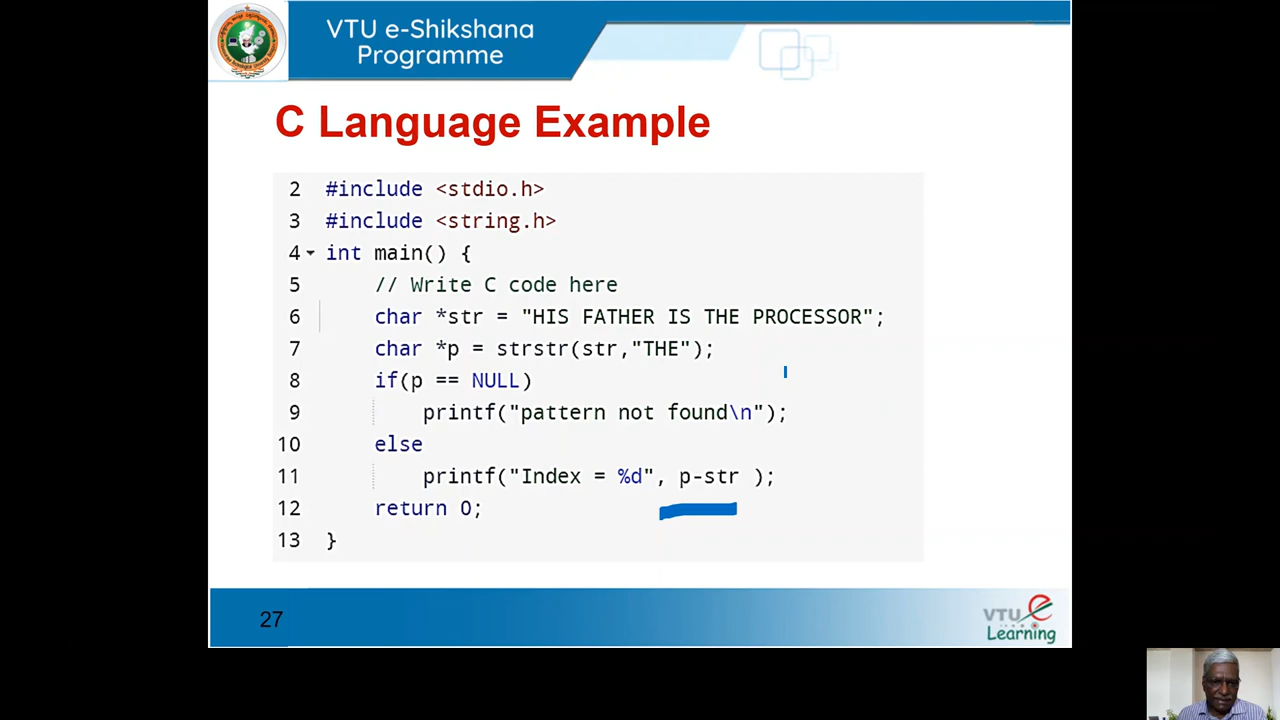 VTU e-Shikshana
Programme
C Language Example
2 #include <stdio.h>
3 #include <string.h>
4 int main() {
5 // Write C code here
6 char *str = "HIS FATHER IS THE PROCESSOR";
7 char *p = strstr(str,"THE");
8 if(p == NULL)
9 printf("pattern not found\n");
10 else
11 printf("Index = %d", p-str );
12 return 0;
13 }
27
VTU e
Learning